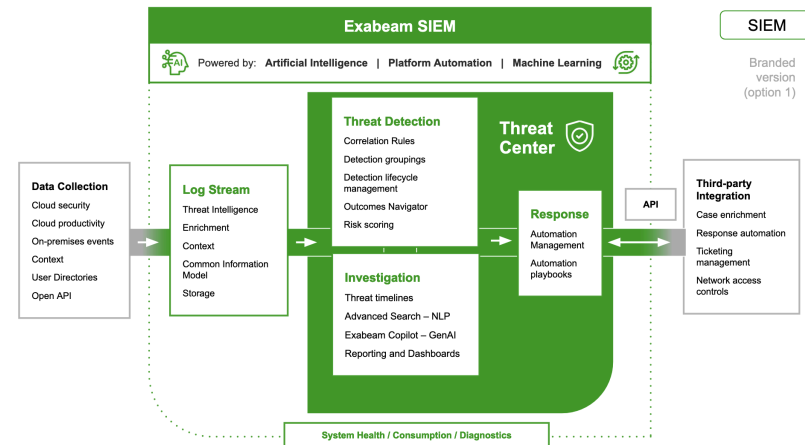 Exabeam SIEM
SIEM
AI
Powered by: Artificial Intelligence | Platform Automation | Machine Learning
Branded
version
(option 1)
Data Collection
Cloud security
Cloud productivity
On-premises events
Context
User Directories
Open API
Log Stream
Threat Intelligence
Enrichment
Context
Common Information
Model
Storage
Threat Detection
Correlation Rules
Detection groupings
Detection lifecycle
management
Outcomes Navigator
Risk scoring
Investigation
Threat timelines
Advanced Search – NLP
Exabeam Copilot – GenAI
Reporting and Dashboards
Threat
Center
Response
Automation
Management
Automation
playbooks
API
Third-party
Integration
Case enrichment
Response automation
Ticketing
management
Network access
controls
System Health / Consumption / Diagnostics